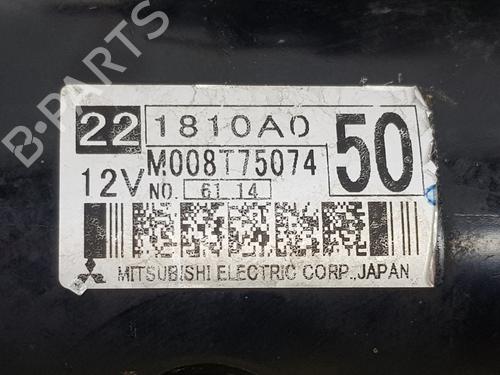 B-PARTS
22 1810A0 50
12V M008T75074
NO. 61 14
MITSUBISHI ELECTRIC CORP., JAPAN